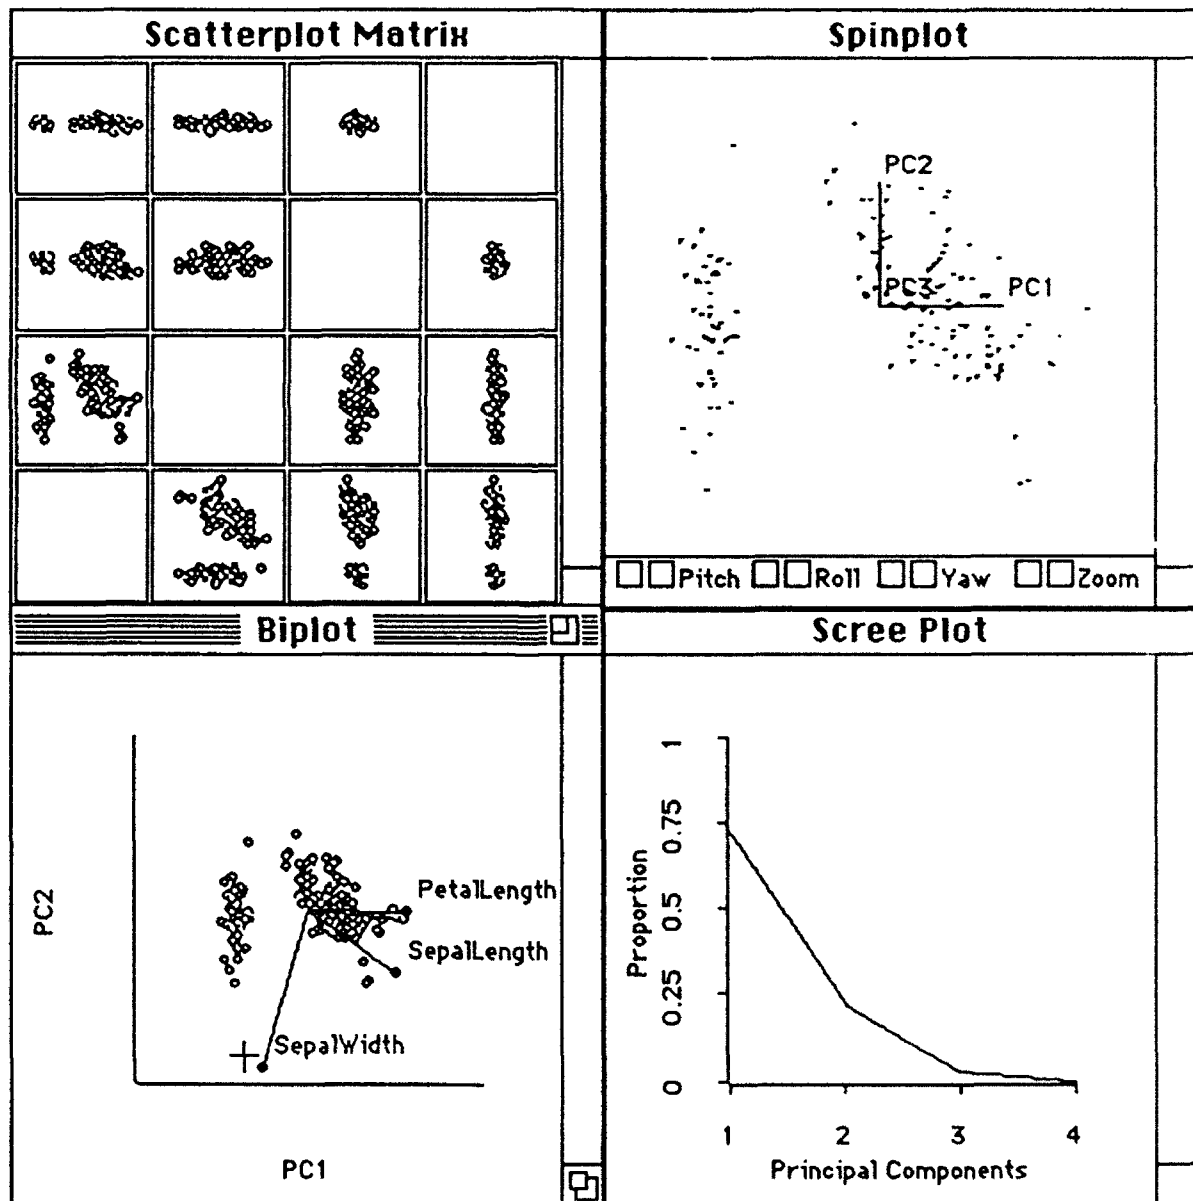 Scatterplot Matrix
Spinplot
PC2
PC3
PC1
Pitch Roll Yaw Zoom
Biplot
Scree Plot
PC2
PetalLength
SepalLength
SepalWidth
PC1
Proportion
1
0.75
0.5
0.25
0
1 2 3 4
Principal Components